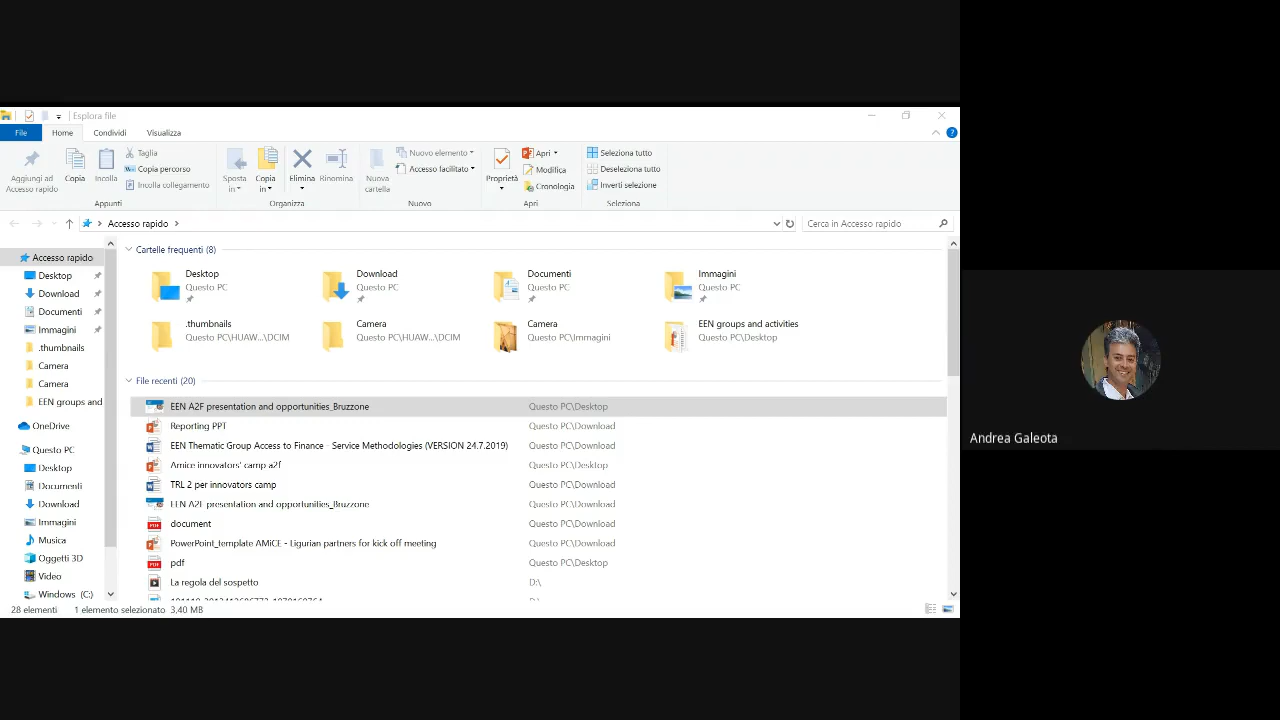 Esplora file
File Home Condividi Visualizza
Aggiungi ad Accesso rapido
Copia
Incolla
Taglia
Copia percorso
Incolla collegamento
Appunti
Sposta in
Copia in
Elimina
Rinomina
Organizza
Nuova cartella
Nuovo elemento
Accesso facilitato
Nuovo
Proprietà
Apri
Modifica
Cronologia
Apri
Seleziona tutto
Deseleziona tutto
Inverti selezione
Seleziona
Accesso rapido
Cerca in Accesso rapido
Accesso rapido
Desktop
Download
Documenti
Immagini
.thumbnails
Camera
Camera
EEN groups and
OneDrive
Questo PC
Desktop
Documenti
Download
Immagini
Musica
Oggetti 3D
Video
Windows (C:)
Cartelle frequenti (8)
Desktop
Questo PC
Download
Questo PC
Documenti
Questo PC
Immagini
Questo PC
.thumbnails
Questo PC\HUAW...\DCIM
Camera
Questo PC\HUAW...\DCIM
Camera
Questo PC\Immagini
EEN groups and activities
Questo PC\Desktop
File recenti (20)
EEN A2F presentation and opportunities_Bruzzone Questo PC\Desktop
Reporting PPT Questo PC\Download
EEN Thematic Group Access to Finance - Service Methodologies (VERSION 24.7.2019) Questo PC\Download
Amice innovators' camp a2f Questo PC\Desktop
TRL 2 per innovators camp Questo PC\Download
EEN A2F presentation and opportunities_Bruzzone Questo PC\Download
document Questo PC\Download
PowerPoint_template AMiCE - Ligurian partners for kick off meeting Questo PC\Download
pdf Questo PC\Desktop
La regola del sospetto D:\
28 elementi 1 elemento selezionato 3,40 MB
Andrea Galeota